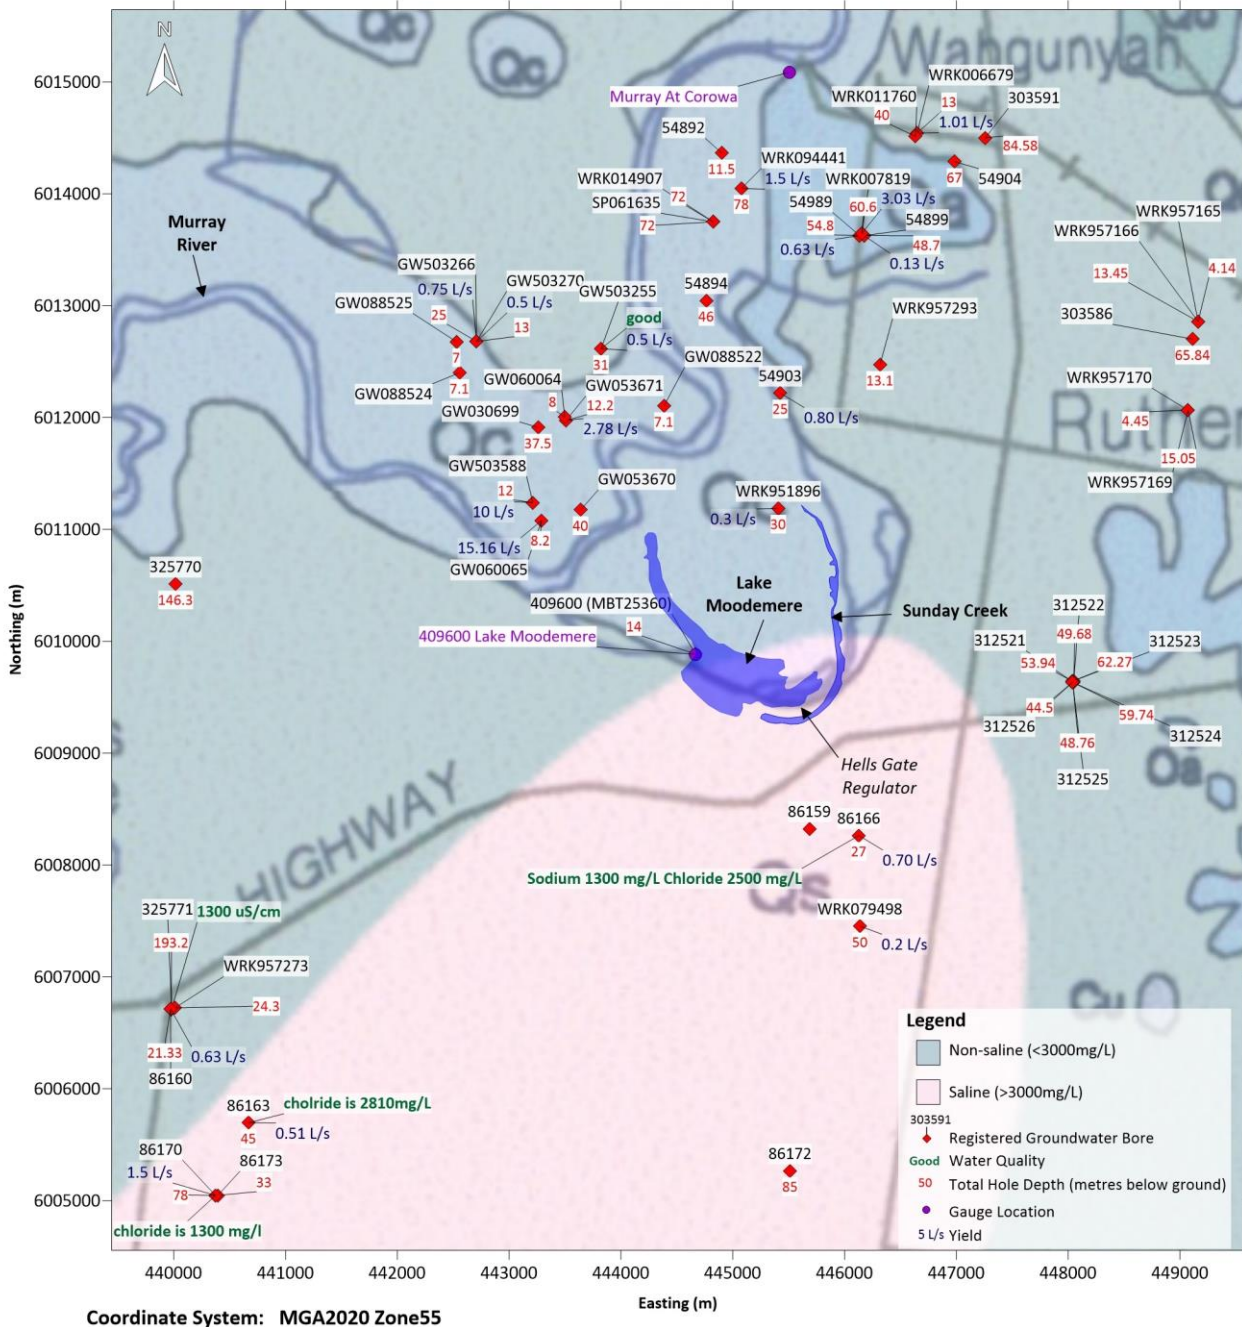 N
Qc
Qc
Wahgunyah
6015000
Murray At Corowa
WRK006679
WRK011760
13
303591
40
1.01 L/s
54892
84.58
11.5
WRK094441
1.5 L/s
WRK007819
67
54904
WRK014907
72
SP061635
72
78
60.6
3.03 L/s
54989
54899
54.8
48.7
0.63 L/s
0.13 L/s
6014000
Murray
River
WRK957165
WRK957166
4.14
13.45
303586
65.84
GW503266
0.75 L/s
GW503270
0.5 L/s
GW503255
54894
46
6013000
GW088525
25
13
good
0.5 L/s
WRK957293
7
31
13.1
GW088524
7.1
GW060064
GW053671
GW088522
54903
WRK957170
8
12.2
7.1
25
0.80 L/s
4.45
6012000
GW030699
2.78 L/s
37.5
Qc
Ruther
15.05
WRK957169
GW503588
GW053670
WRK951896
12
10 L/s
40
0.3 L/s
30
6011000
15.16 L/s
8.2
GW060065
325770
146.3
Lake
Moodemere
409600 (MBT25360)
14
409600 Lake Moodemere
Sunday Creek
312522
312521
49.68
312523
53.94
62.27
6010000
44.5
59.74
312526
48.76
312524
312525
6009000
Hells Gate
Regulator
HIGHWAY
Qa
86159
86166
27
0.70 L/s
Sodium 1300 mg/L Chloride 2500 mg/L
6008000
Qs
WRK079498
50
0.2 L/s
325771
1300 uS/cm
193.2
WRK957273
24.3
6007000
21.33
0.63 L/s
86160
Cu
6006000
86163
cholride is 2810mg/L
45
0.51 L/s
86170
86173
1.5 L/s
78
33
86172
85
6005000
chloride is 1300 mg/l
Legend
Non-saline (<3000mg/L)
Saline (>3000mg/L)
303591
Registered Groundwater Bore
Good Water Quality
50 Total Hole Depth (metres below ground)
Gauge Location
5 L/s Yield
Northing (m)
440000 441000 442000 443000 444000 445000 446000 447000 448000 449000
Easting (m)
Coordinate System: MGA2020 Zone55